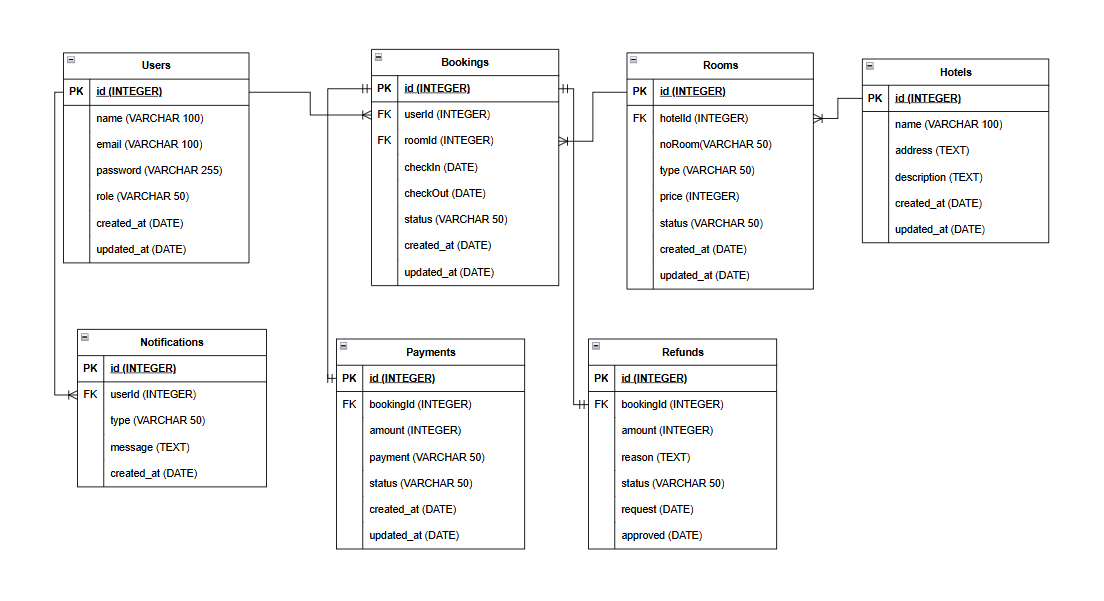 Users
PK id (INTEGER)
name (VARCHAR 100)
email (VARCHAR 100)
password (VARCHAR 255)
role (VARCHAR 50)
created_at (DATE)
updated_at (DATE)
Bookings
PK id (INTEGER)
FK userId (INTEGER)
FK roomId (INTEGER)
checkIn (DATE)
checkOut (DATE)
status (VARCHAR 50)
created_at (DATE)
updated_at (DATE)
Rooms
PK id (INTEGER)
FK hotelId (INTEGER)
noRoom(VARCHAR 50)
type (VARCHAR 50)
price (INTEGER)
status (VARCHAR 50)
created_at (DATE)
updated_at (DATE)
Hotels
PK id (INTEGER)
name (VARCHAR 100)
address (TEXT)
description (TEXT)
created_at (DATE)
updated_at (DATE)
Notifications
PK id (INTEGER)
FK userId (INTEGER)
type (VARCHAR 50)
message (TEXT)
created_at (DATE)
Payments
PK id (INTEGER)
FK bookingId (INTEGER)
amount (INTEGER)
payment (VARCHAR 50)
status (VARCHAR 50)
created_at (DATE)
updated_at (DATE)
Refunds
PK id (INTEGER)
FK bookingId (INTEGER)
amount (INTEGER)
reason (TEXT)
status (VARCHAR 50)
request (DATE)
approved (DATE)